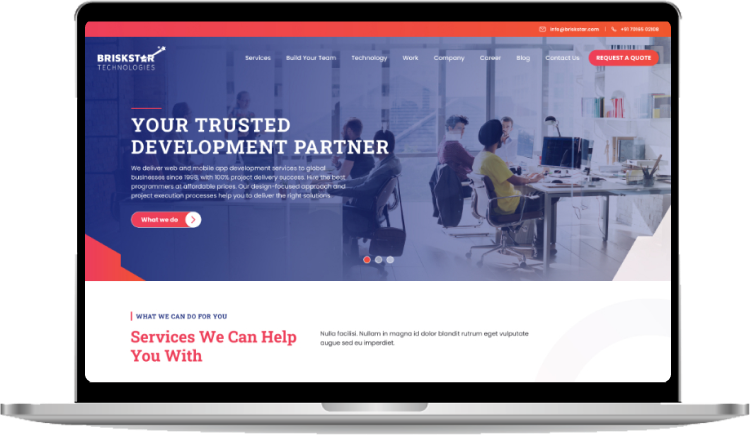 info@brikstar.com
BRISKSTAR
TECHNOLOGIES
Services Build Your Team Technology Work Company Career Blog Contact Us REQUEST A QUOTE
YOUR TRUSTED
DEVELOPMENT PARTNER
We deliver web and mobile app development services to global
businesses since 1998, with 100% project delivery success. Hire the best
programmers at affordable prices. Our design-focused approach and
project execution processes help you to deliver the right solutions
What we do
WHAT WE CAN DO FOR YOU
Services We Can Help
You With
Nulla facilisi. Nullam in magna id dolor blandit rutrum eget vulputate
augue sed eu imperdiet.